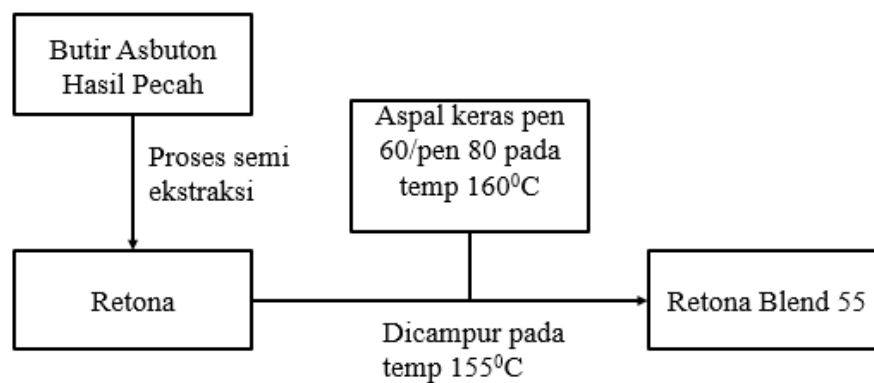 Butir Asbuton
Hasil Pecah
Proses semi
ekstraksi
Aspal keras pen
60/pen 80 pada
temp 160⁰C
Retona
Dicampur pada
temp 155⁰C
Retona Blend 55